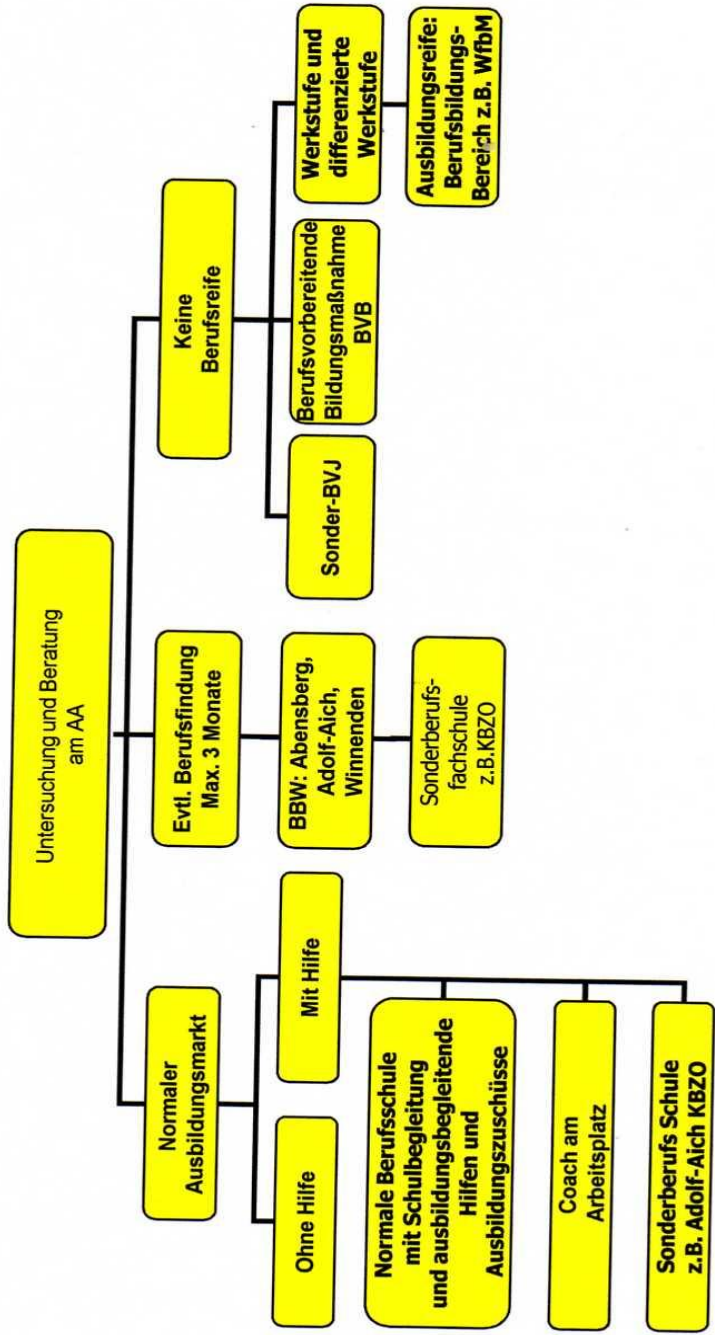 Untersuchung und Beratung
am AA
Normaler
Ausbildungsmarkt
Ohne Hilfe
Mit Hilfe
Normale Berufsschule
mit Schulbegleitung
und ausbildungsbegleitende
Hilfen und
Ausbildungszuschüsse
Coach am
Arbeitsplatz
Sonderberufs Schule
z.B. Adolf-Aich KBZO
Evtl. Berufsfindung
Max. 3 Monate
BBW: Abensberg,
Adolf-Aich,
Winnenden
Sonderberufs-
fachschule
z.B.KBZO
Keine
Berufsreife
Sonder-BVJ
Berufsvorbereitende
Bildungsmaßnahme
BVB
Werkstufe und
differenzierte
Werkstufe
Ausbildungsreife:
Berufsbildungs-
Bereich z.B. WfbM